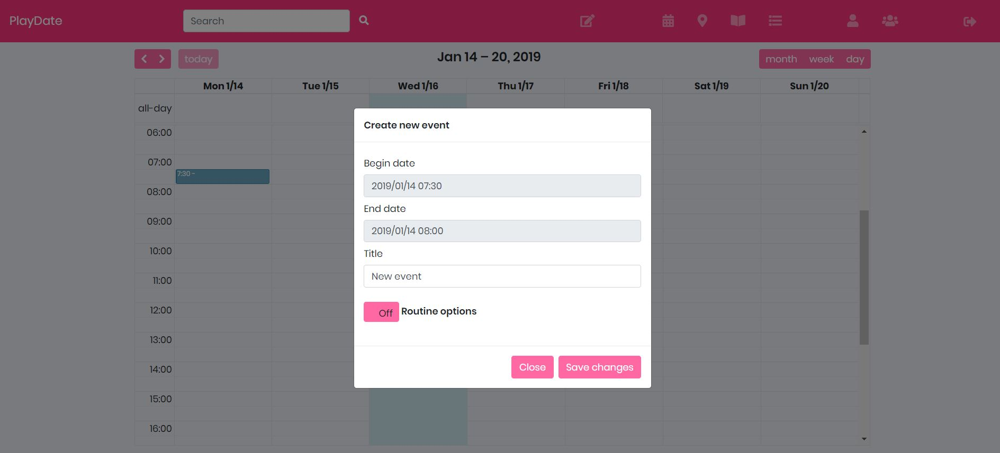 PlayDate
Search
today
Jan 14 – 20, 2019
month week day
Mon 1/14 Tue 1/15 Wed 1/16 Thu 1/17 Fri 1/18 Sat 1/19 Sun 1/20
all-day
06:00
07:00
7:30 -
08:00
09:00
10:00
11:00
12:00
13:00
14:00
15:00
16:00
Create new event
Begin date
2019/01/14 07:30
End date
2019/01/14 08:00
Title
New event
Off Routine options
Close Save changes